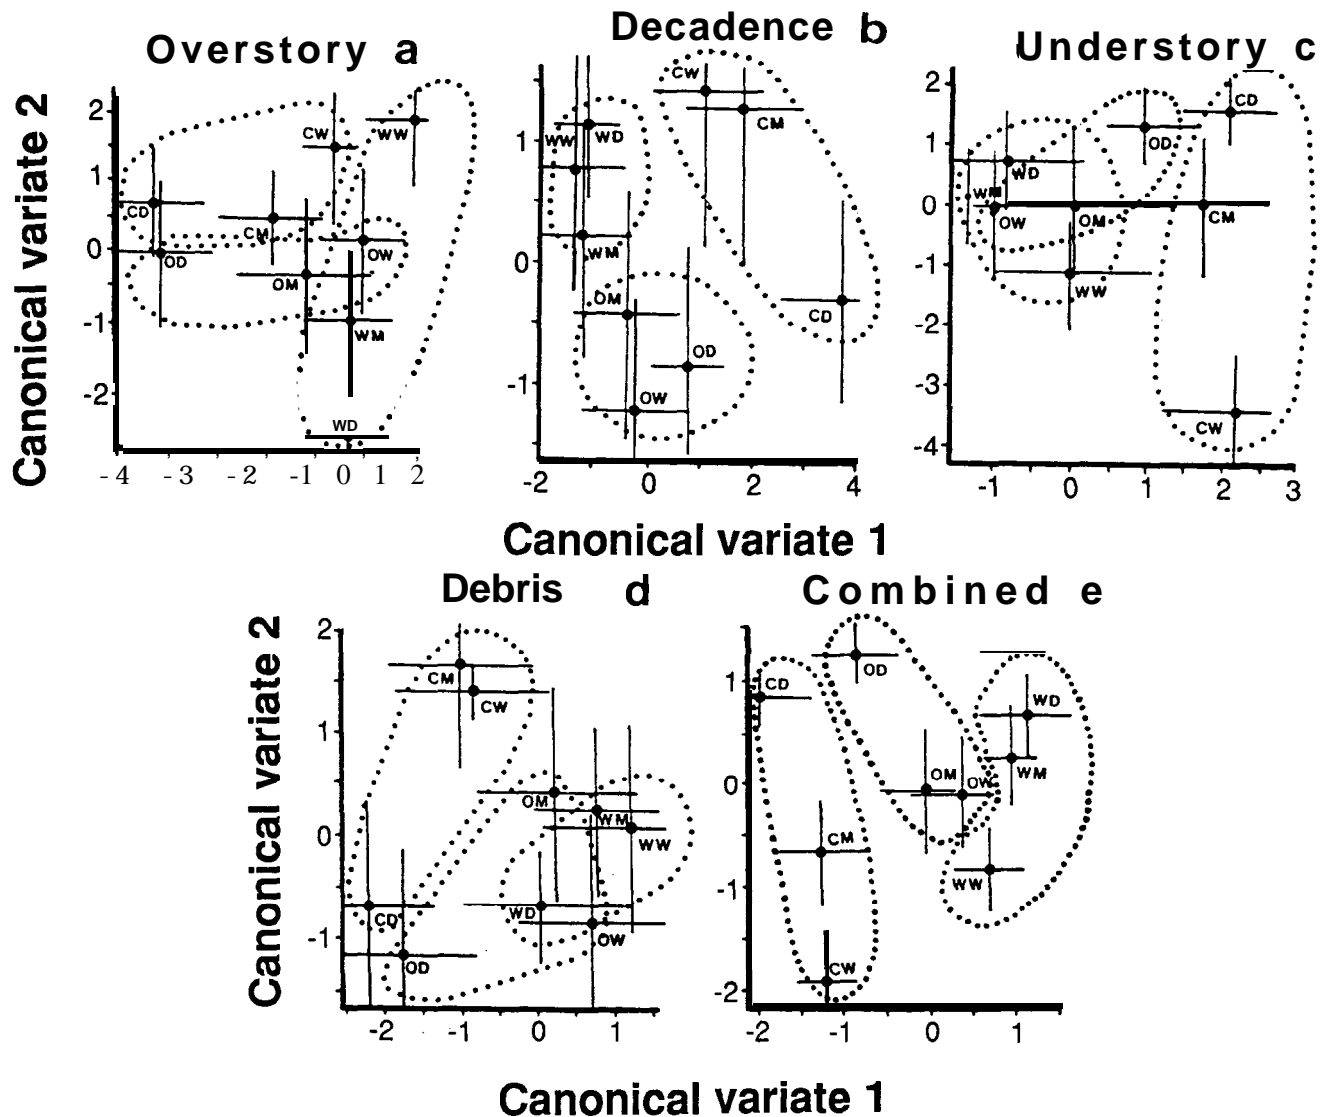 Overstory a
Decadence b
Understory c
Canonical variate 2
2
1
0
-1
-2
CW
WW
CD
CM
OD
OW
OM
WM
WD
-4 -3 -2 -1 0 1 2
1
0
-1
CW
CM
WW
WD
WM
OM
CD
OD
OW
-2 0 2 4
2
1
0
-1
-2
-3
-4
CD
OD
WD
WM
OW
OM
CM
WW
CW
-1 0 1 2 3
Canonical variate 1
Debris d
Combined e
Canonical variate 2
2
1
0
-1
CM
CW
OM
WM
WW
CD
WD
OW
OD
-2 -1 0 1
1
0
-1
-2
OD
CD
WD
OM
WM
OW
CM
WW
CW
-2 -1 0 1
Canonical variate 1